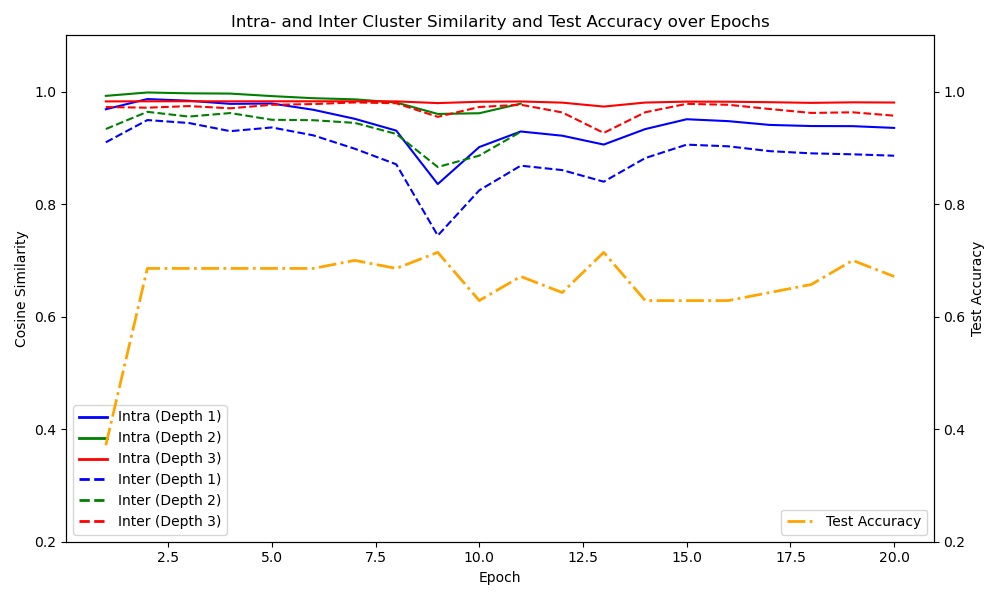 Intra- and Inter Cluster Similarity and Test Accuracy over Epochs
Cosine Similarity
1.0
0.8
0.6
0.4
0.2
Intra (Depth 1)
Intra (Depth 2)
Intra (Depth 3)
Inter (Depth 1)
Inter (Depth 2)
Inter (Depth 3)
Test Accuracy
1.0
0.8
0.6
0.4
0.2
Test Accuracy
2.5 5.0 7.5 10.0 12.5 15.0 17.5 20.0
Epoch